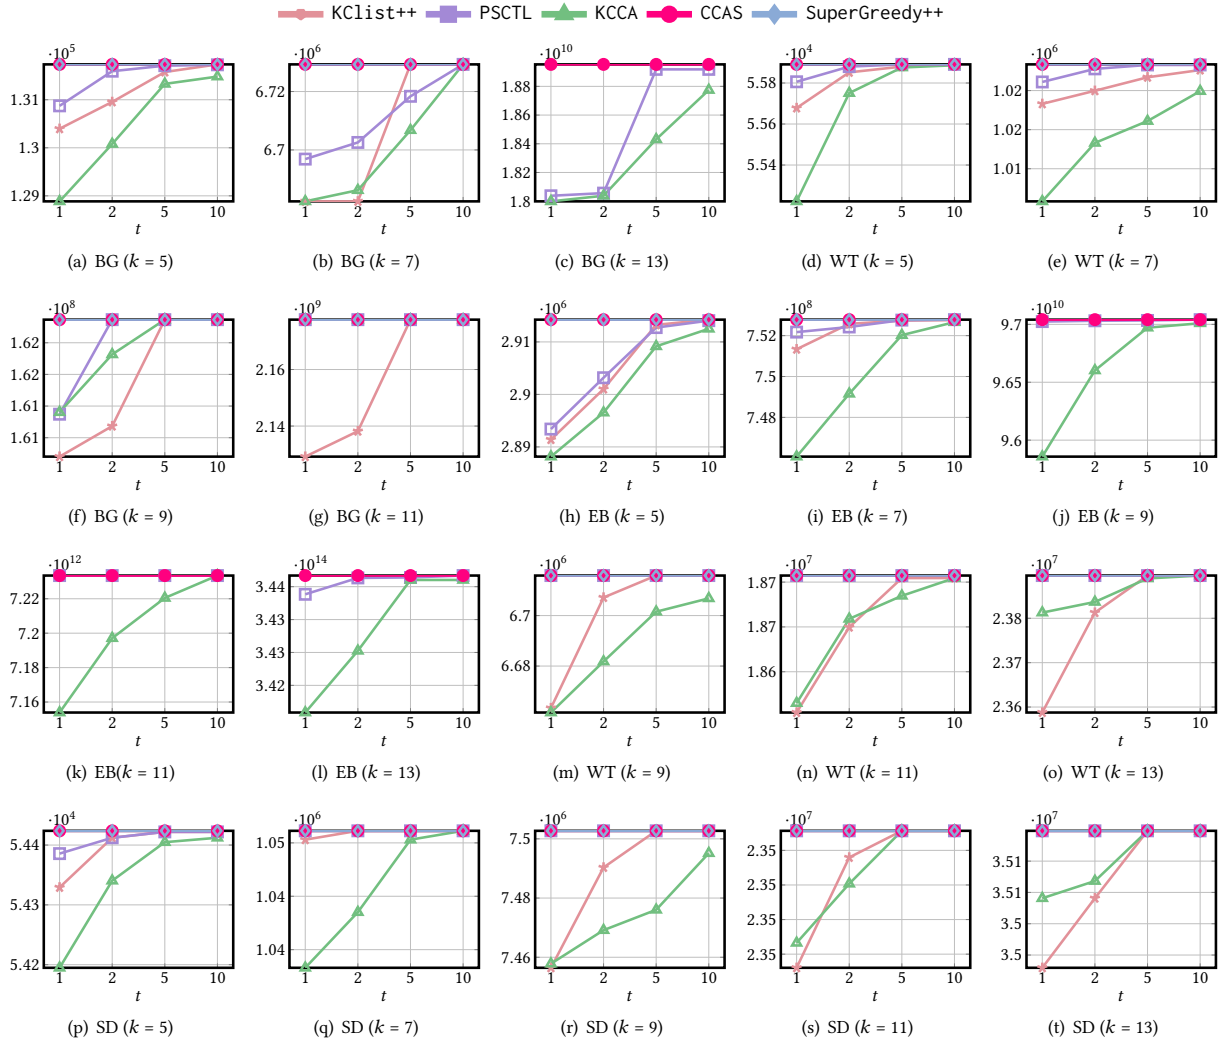 KClist++ PSCTL KCCA CCAS SuperGreedy++
·10^5 ·10^6 ·10^10 ·10^4 ·10^6
1.31 1.3 1.29
6.72 6.7
1.88 1.86 1.84 1.82 1.8
5.58 5.56 5.54
1.02 1.02 1.01
1 2 5 10 1 2 5 10 1 2 5 10 1 2 5 10 1 2 5 10
t t t t t
(a) BG (k = 5) (b) BG (k = 7) (c) BG (k = 13) (d) WT (k = 5) (e) WT (k = 7)
·10^8 ·10^9 ·10^6 ·10^8 ·10^10
1.62 1.62 1.61 1.61
2.16 2.14
2.91 2.9 2.89
7.52 7.5 7.48
9.7 9.65 9.6
1 2 5 10 1 2 5 10 1 2 5 10 1 2 5 10 1 2 5 10
t t t t t
(f) BG (k = 9) (g) BG (k = 11) (h) EB (k = 5) (i) EB (k = 7) (j) EB (k = 9)
·10^12 ·10^14 ·10^6 ·10^7 ·10^7
7.22 7.2 7.18 7.16
3.44 3.43 3.43 3.42
6.7 6.68
1.87 1.87 1.86
2.38 2.37 2.36
1 2 5 10 1 2 5 10 1 2 5 10 1 2 5 10 1 2 5 10
t t t t t
(k) EB(k = 11) (l) EB (k = 13) (m) WT (k = 9) (n) WT (k = 11) (o) WT (k = 13)
·10^4 ·10^6 ·10^6 ·10^7 ·10^7
5.44 5.43 5.42
1.05 1.04 1.04
7.5 7.48 7.46
2.35 2.35 2.35 2.35
3.51 3.51 3.5 3.5
1 2 5 10 1 2 5 10 1 2 5 10 1 2 5 10 1 2 5 10
t t t t t
(p) SD (k = 5) (q) SD (k = 7) (r) SD (k = 9) (s) SD (k = 11) (t) SD (k = 13)